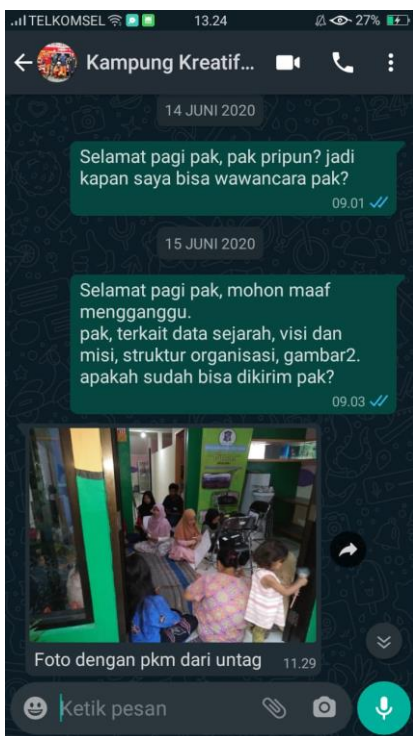 TELKOMSEL 13.24 27%
Kampung Kreatif...
14 JUNI 2020
Selamat pagi pak, pak pripun? jadi
kapan saya bisa wawancara pak?
09.01
15 JUNI 2020
Selamat pagi pak, mohon maaf
mengganggu.
pak, terkait data sejarah, visi dan
misi, struktur organisasi, gambar2.
apakah sudah bisa dikirim pak?
09.03
Foto dengan pkm dari untag 11.29
Ketik pesan